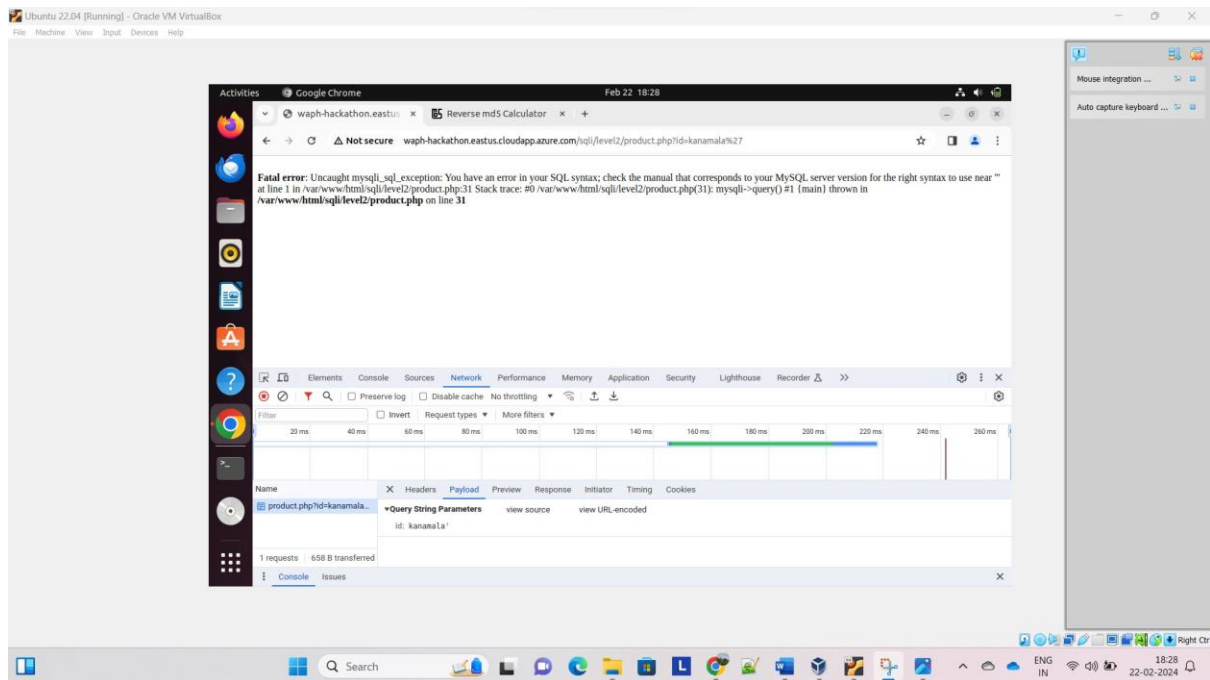 Ubuntu 22.04 [Running] - Oracle VM VirtualBox
File Machine View Input Devices Help
Mouse integration ...
Auto capture keyboard ...
Activities Google Chrome Feb 22 18:28
waph-hackathon.eastus Reverse md5 Calculator
Not secure waph-hackathon.eastus.cloudapp.azure.com/sqli/level2/product.php?id=kanamala%27
Fatal error: Uncaught mysqli_sql_exception: You have an error in your SQL syntax; check the manual that corresponds to your MySQL server version for the right syntax to use near '''
at line 1 in /var/www/html/sqli/level2/product.php:31 Stack trace: #0 /var/www/html/sqli/level2/product.php(31): mysqli->query() #1 {main} thrown in
/var/www/html/sqli/level2/product.php on line 31
Elements Console Sources Network Performance Memory Application Security Lighthouse Recorder
Preserve log Disable cache No throttling
Filter Invert Request types More filters
20 ms 40 ms 60 ms 80 ms 100 ms 120 ms 140 ms 160 ms 180 ms 200 ms 220 ms 240 ms 260 ms
Name Headers Payload Preview Response Initiator Timing Cookies
product.php?id=kanamala... Query String Parameters view source view URL-encoded
id: kanamala'
1 requests 658 B transferred
Console Issues
Right Ctr
Search
ENG 18:28
IN 22-02-2024